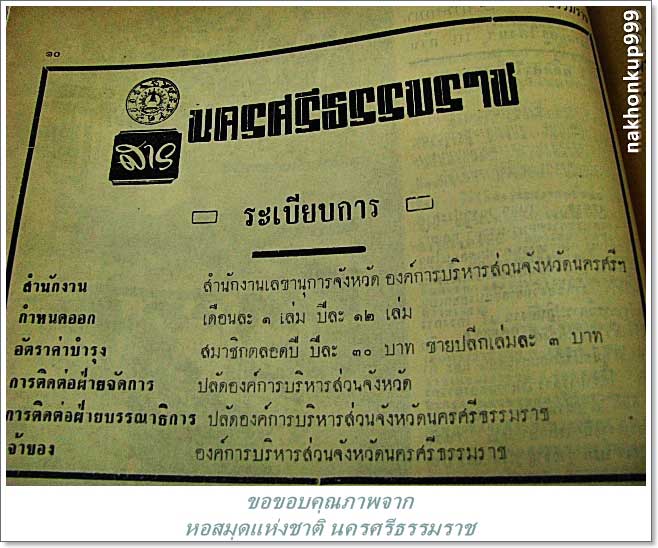 ๑๐
นครศรีธรรมราช
สาร
ระเบียบการ
สำนักงาน สำนักงานเลขานุการจังหวัด องค์การบริหารส่วนจังหวัดนครศรีฯ
กำหนดออก เดือนละ ๑ เล่ม ปีละ ๑๒ เล่ม
อัตราค่าบำรุง สมาชิกตลอดปี ปีละ ๓๐ บาท ขายปลีกเล่มละ ๓ บาท
การติดต่อฝ่ายจัดการ ปลัดองค์การบริหารส่วนจังหวัด
การติดต่อฝ่ายบรรณาธิการ ปลัดองค์การบริหารส่วนจังหวัดนครศรีธรรมราช
เจ้าของ องค์การบริหารส่วนจังหวัดนครศรีธรรมราช
nakhonkup999
ขอขอบคุณภาพจาก
หอสมุดแห่งชาติ นครศรีธรรมราช